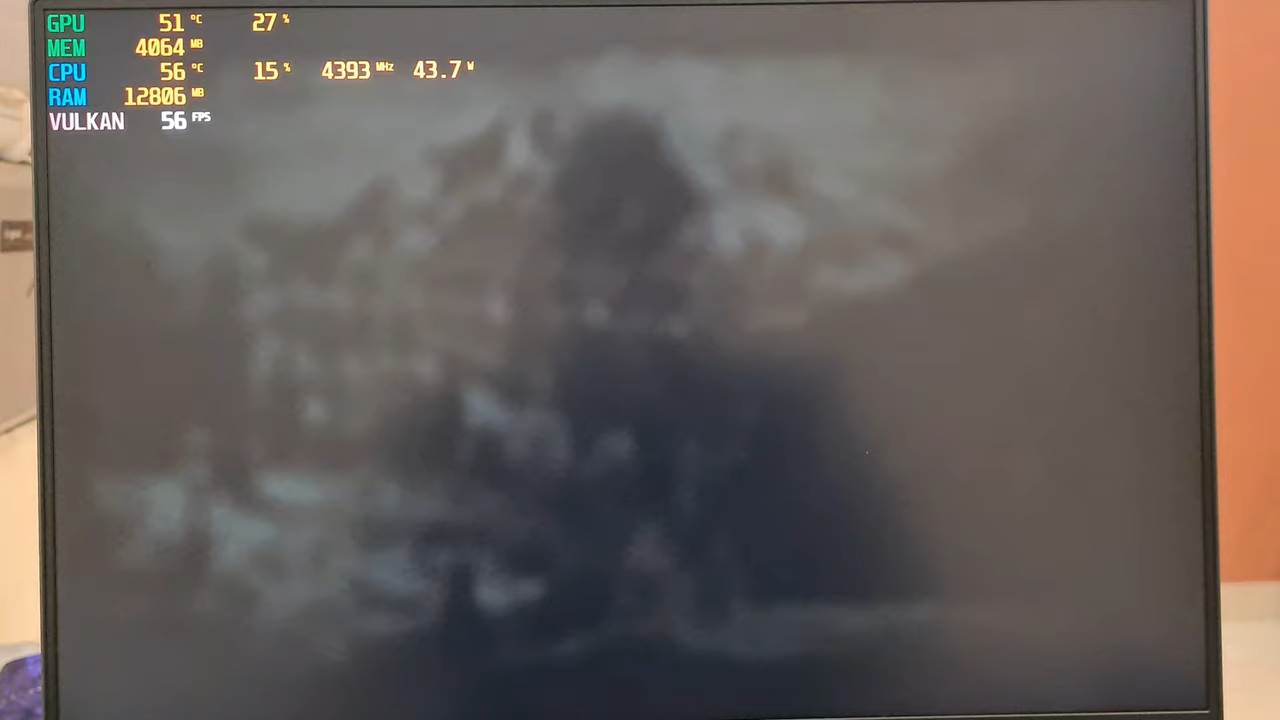 GPU 51 °C 27 %
MEM 4064 MB
CPU 56 °C 15 % 4393 MHz 43.7 W
RAM 12806 MB
VULKAN 56 FPS